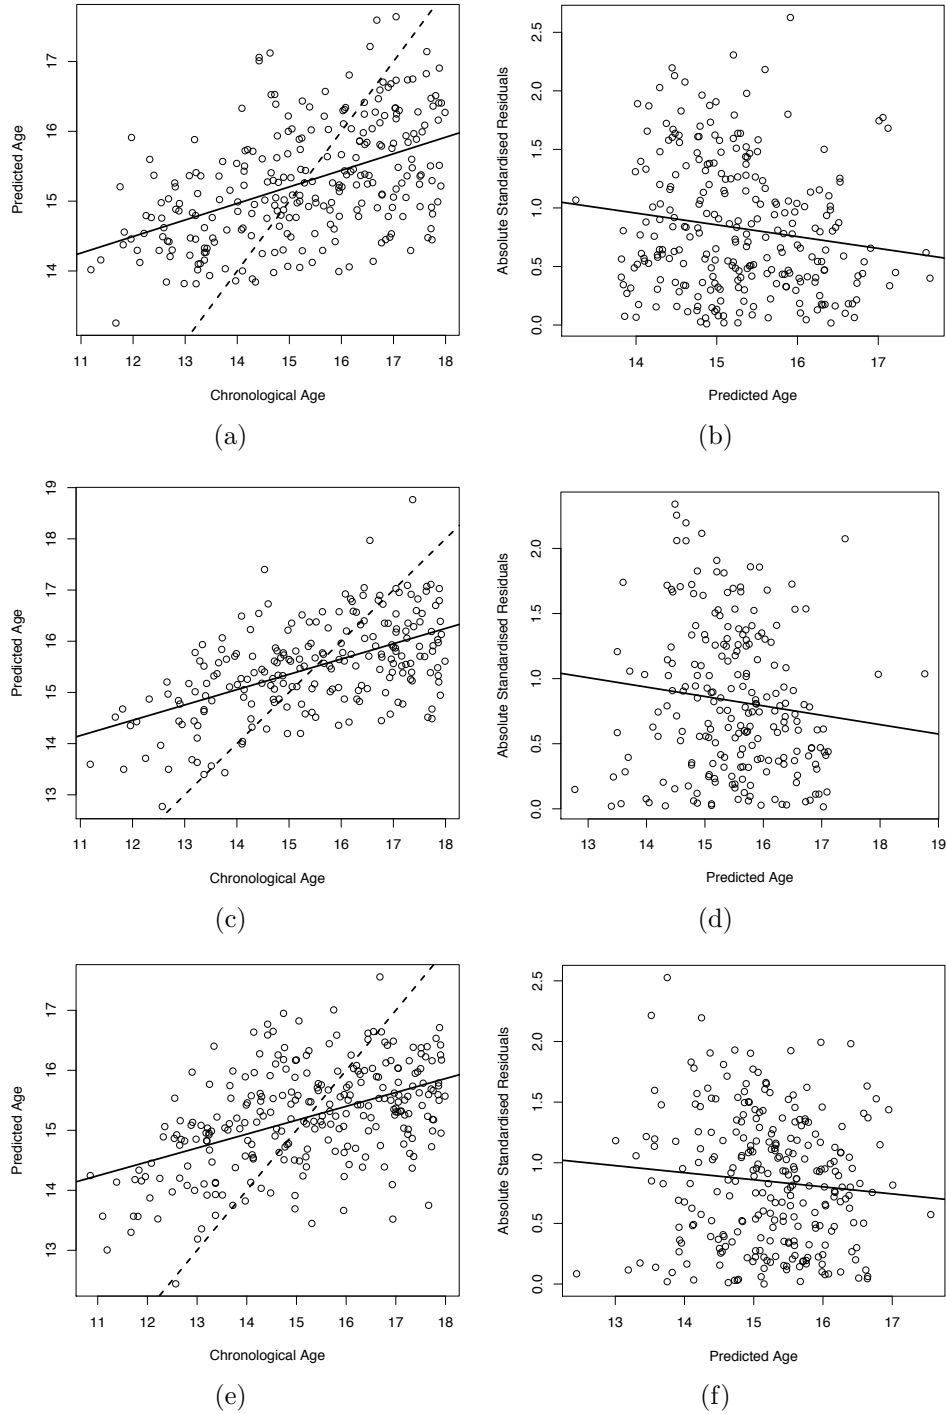 Predicted Age
14 15 16 17
11 12 13 14 15 16 17 18
Chronological Age
(a)
Absolute Standardised Residuals
0.0 0.5 1.0 1.5 2.0 2.5
14 15 16 17
Predicted Age
(b)
Predicted Age
13 14 15 16 17 18 19
11 12 13 14 15 16 17 18
Chronological Age
(c)
Absolute Standardised Residuals
0.0 0.5 1.0 1.5 2.0
13 14 15 16 17 18 19
Predicted Age
(d)
Predicted Age
13 14 15 16 17
11 12 13 14 15 16 17 18
Chronological Age
(e)
Absolute Standardised Residuals
0.0 0.5 1.0 1.5 2.0 2.5
13 14 15 16 17
Predicted Age
(f)